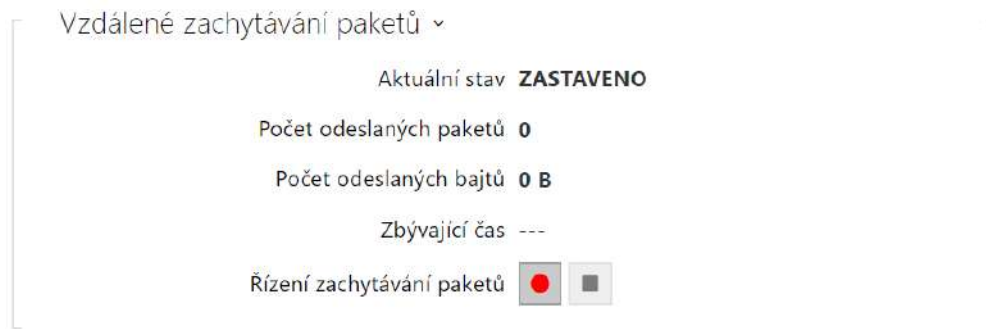 Vzdálené zachytávání paketů
Aktuální stav ZASTAVENO
Počet odeslaných paketů 0
Počet odeslaných bajtů 0 B
Zbývající čas ---
Řízení zachytávání paketů